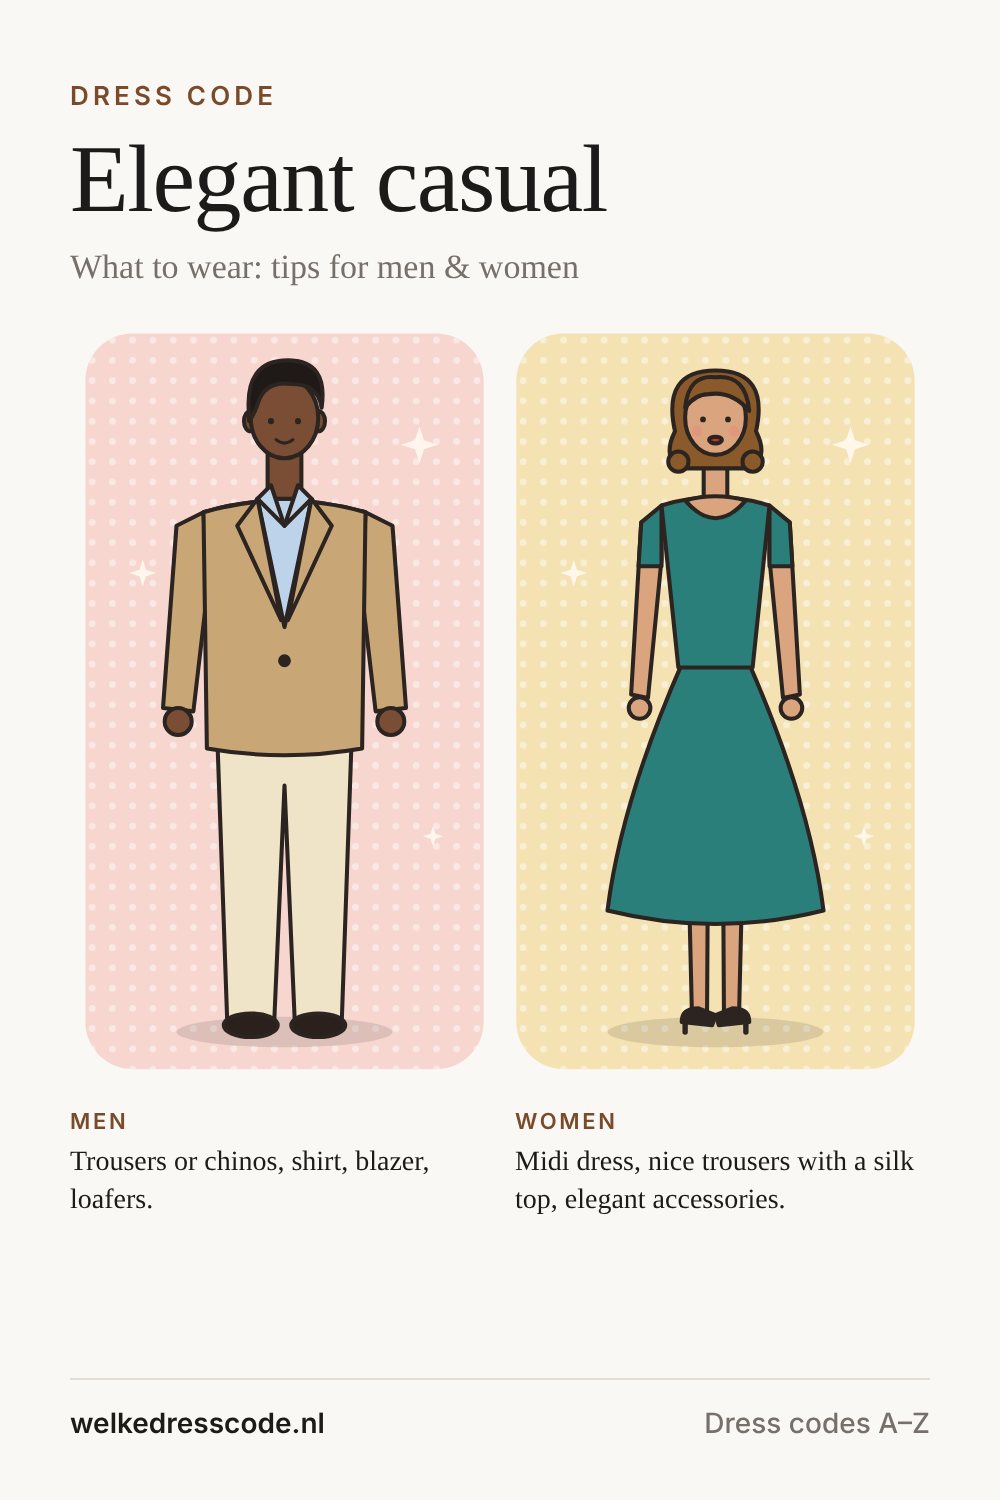 DRESS CODE
Elegant casual
What to wear: tips for men & women
MEN
Trousers or chinos, shirt, blazer,
loafers.
WOMEN
Midi dress, nice trousers with a silk
top, elegant accessories.
welkedresscode.nl
Dress codes A–Z